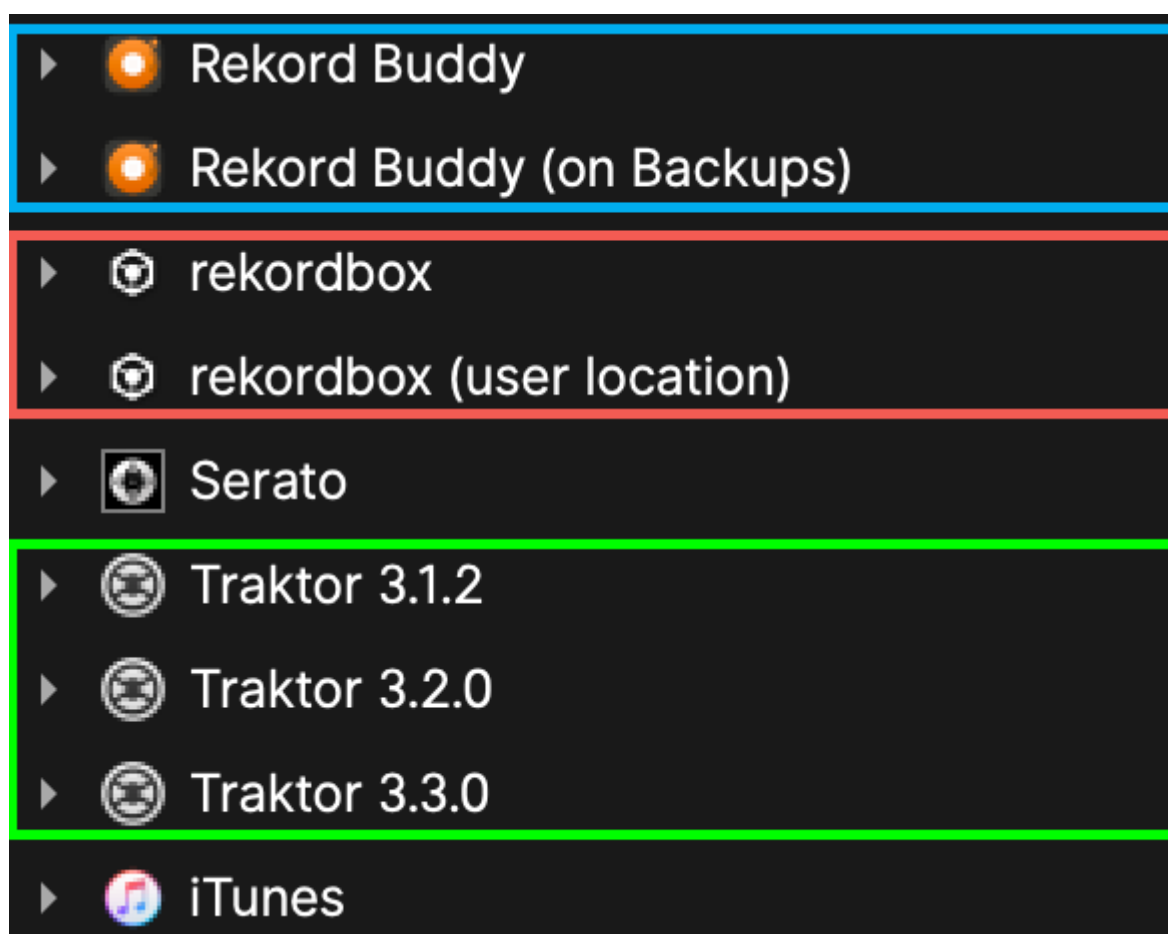 Rekord Buddy
Rekord Buddy (on Backups)
rekordbox
rekordbox (user location)
Serato
Traktor 3.1.2
Traktor 3.2.0
Traktor 3.3.0
iTunes